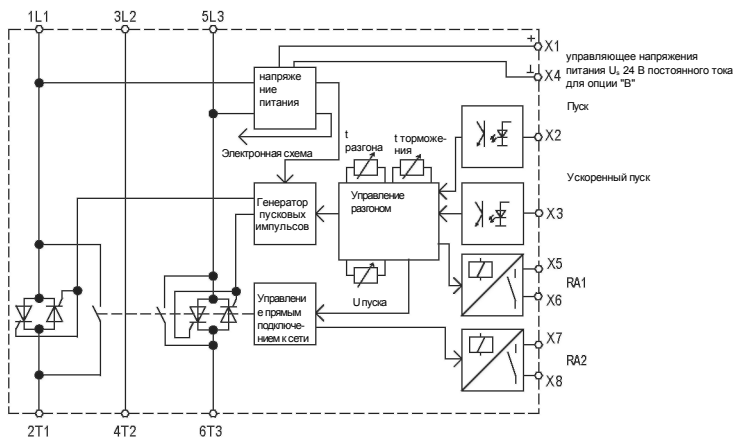 1L1
3L2
5L3
+
X1
⊥
X4
управляющее напряжения
питания Us 24 В постоянного тока
для опции "B"
напряже
ние
питания
Пуск
X2
t
разгона
t торможе-
ния
Электронная схема
Ускоренный пуск
Генератор
пусковых
импульсов
Управление
разгоном
X3
X5
RA1
X6
U пуска
Управлени
е прямым
подключе-
нием к сети
X7
RA2
X8
2T1
4T2
6T3